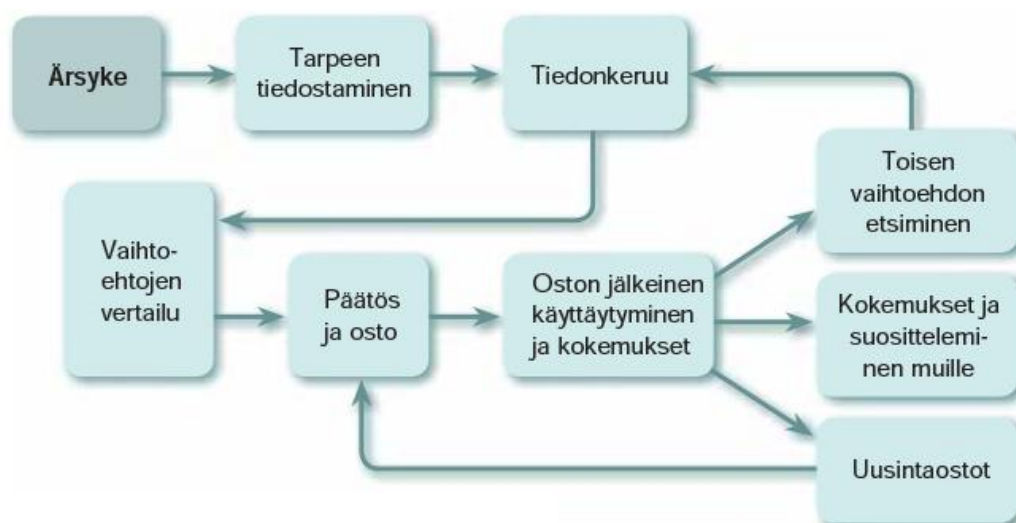 Ärsyke
Tarpeen
tiedostaminen
Tiedonkeruu
Toisen
vaihtoehdon
etsiminen
Vaihto-
ehtojen
vertailu
Päätös
ja osto
Oston jälkeinen
käyttäytyminen
ja kokemukset
Kokemukset ja
suosittelemi-
nen muille
Uusintaostot